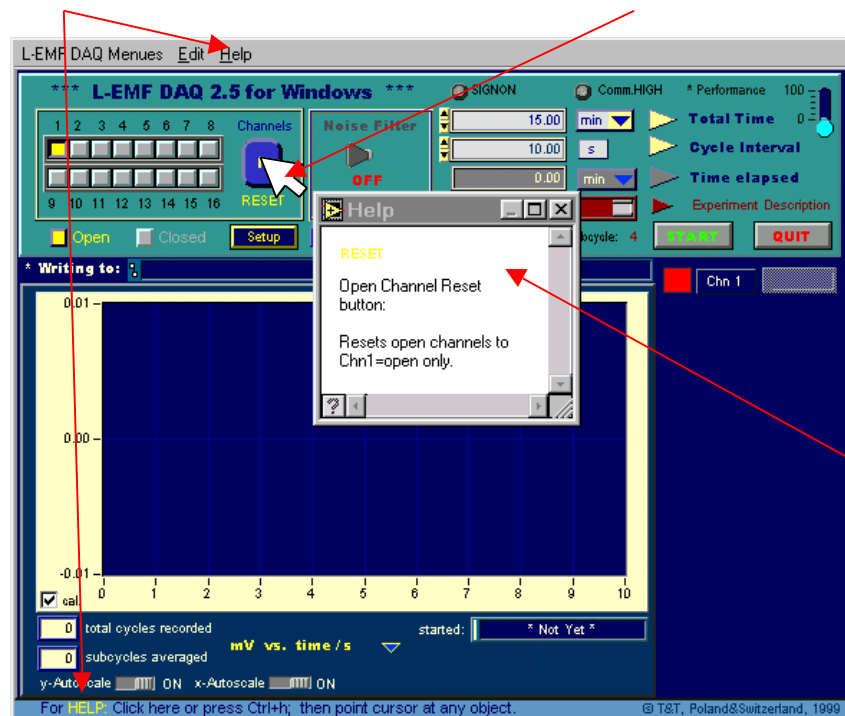 L-EMF DAQ Menues Edit Help
*** L-EMF DAQ 2.5 for Windows ***
SIGNON
Comm.HIGH
* Performance 100
1 2 3 4 5 6 7 8 Channels
Noise Filter
15.00 min Total Time 0
10.00 s Cycle Interval
OFF
0.00 min Time elapsed
9 10 11 12 13 14 15 16 RESET
Experiment Description
Open Closed Setup
bcycle: 4 START QUIT
Help
RESET
Open Channel Reset
button:
Resets open channels to
Chn1=open only.
?
* Writing to:
Chn 1
0.01
0.00
-0.01
0 1 2 3 4 5 6 7 8 9 10
cal.
0 total cycles recorded
started: * Not Yet *
mV vs. time/s
0 subcycles averaged
y-Autoscale ON x-Autoscale ON
For HELP: Click here or press Ctrl+h; then point cursor at any object.
© T&T, Poland&Switzerland, 1999